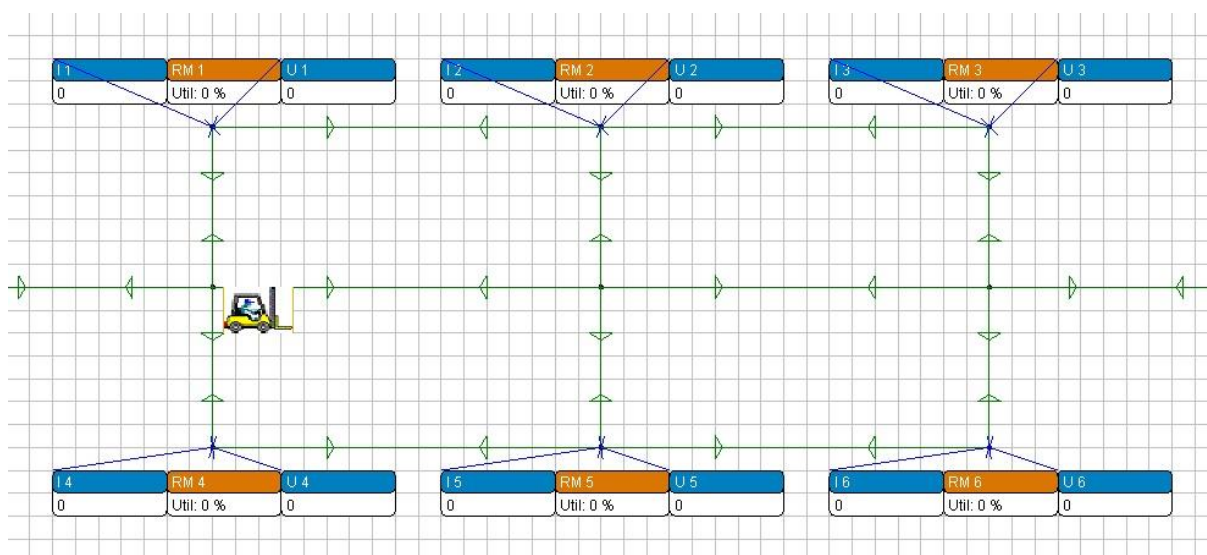 I 1 RM 1 U 1 I 2 RM 2 U 2 I 3 RM 3 U 3
0 Util: 0 % 0 0 Util: 0 % 0 0 Util: 0 % 0
I 4 RM 4 U 4 I 5 RM 5 U 5 I 6 RM 6 U 6
0 Util: 0 % 0 0 Util: 0 % 0 0 Util: 0 % 0